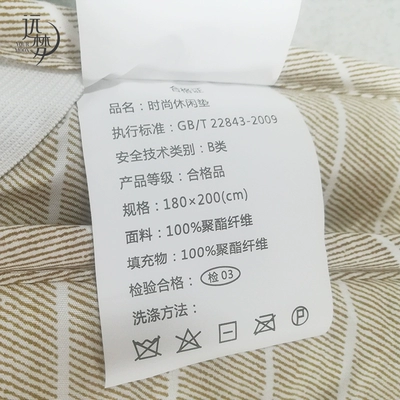 远梦
合格证
品名：时尚休闲垫
执行标准：GB/T 22843-2009
安全技术类别：B类
产品等级：合格品
规格：180×200(cm)
面料：100%聚酯纤维
填充物：100%聚酯纤维
检验合格：检 03
洗涤方法：
P